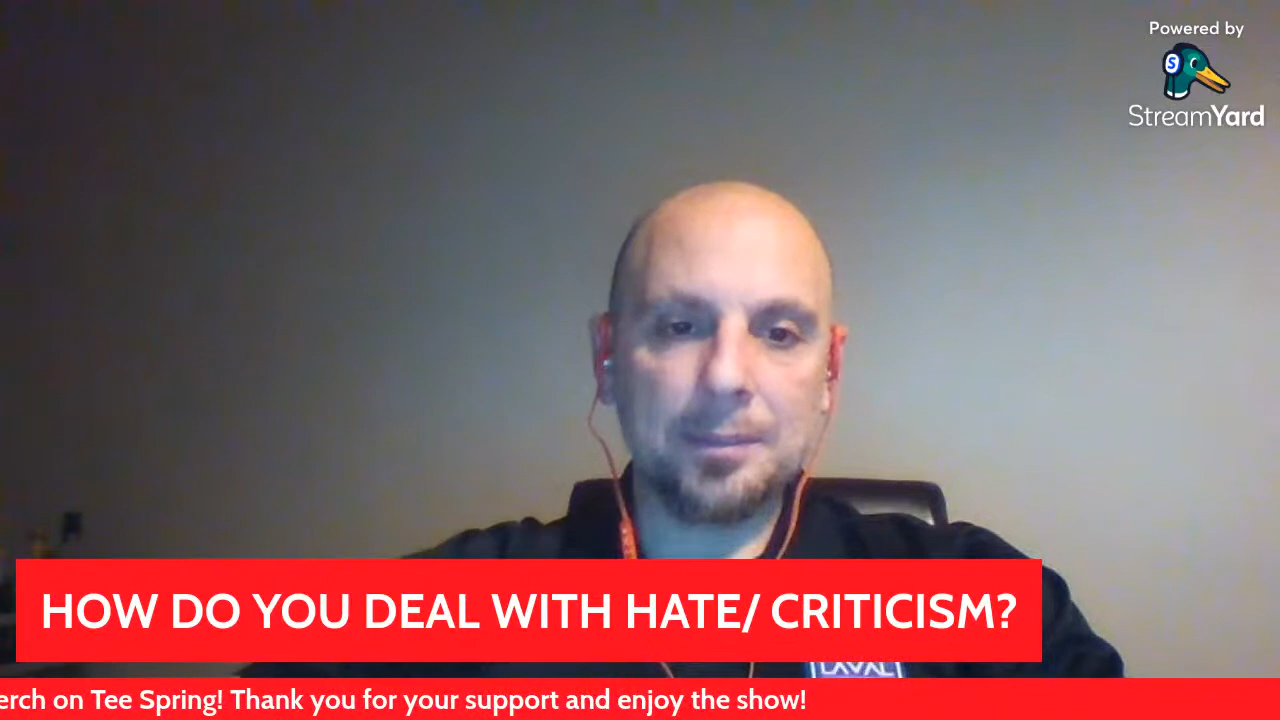 Powered by
S
StreamYard
HOW DO YOU DEAL WITH HATE/ CRITICISM?
LAVAL
erch on Tee Spring! Thank you for your support and enjoy the show!